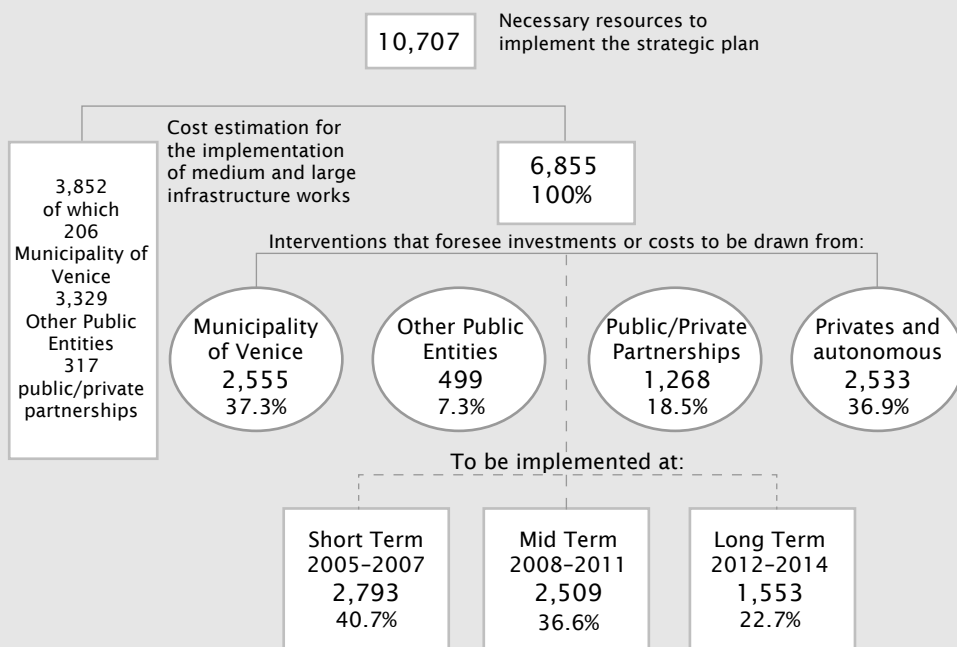 10,707
Necessary resources to
implement the strategic plan
Cost estimation for
the implementation
of medium and large
infrastructure works
3,852
of which
206
Municipality of
Venice
3,329
Other Public
Entities
317
public/private
partnerships
6,855
100%
Interventions that foresee investments or costs to be drawn from:
Municipality
of Venice
2,555
37.3%
Other Public
Entities
499
7.3%
Public/Private
Partnerships
1,268
18.5%
Privates and
autonomous
2,533
36.9%
To be implemented at:
Short Term
2005–2007
2,793
40.7%
Mid Term
2008–2011
2,509
36.6%
Long Term
2012–2014
1,553
22.7%